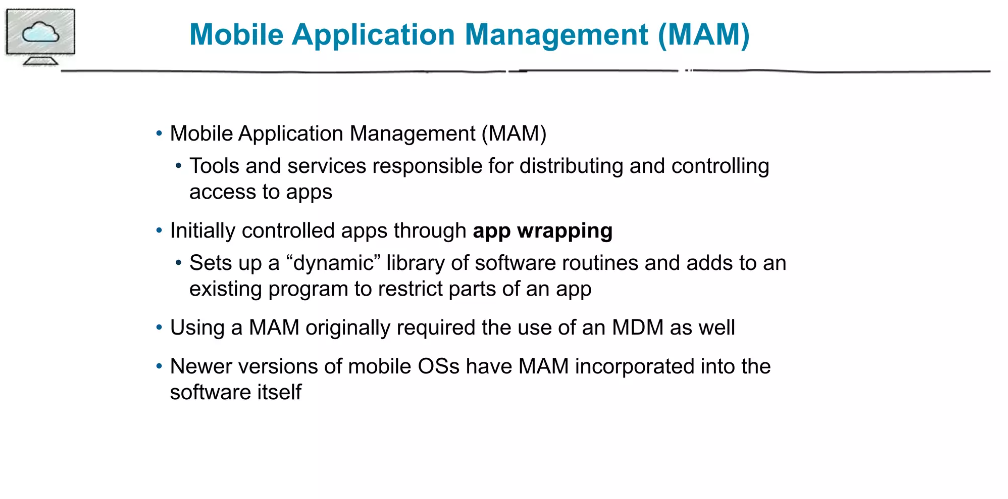 Mobile Application Management (MAM)
• Mobile Application Management (MAM)
• Tools and services responsible for distributing and controlling
access to apps
• Initially controlled apps through app wrapping
• Sets up a “dynamic” library of software routines and adds to an
existing program to restrict parts of an app
• Using a MAM originally required the use of an MDM as well
• Newer versions of mobile OSs have MAM incorporated into the
software itself